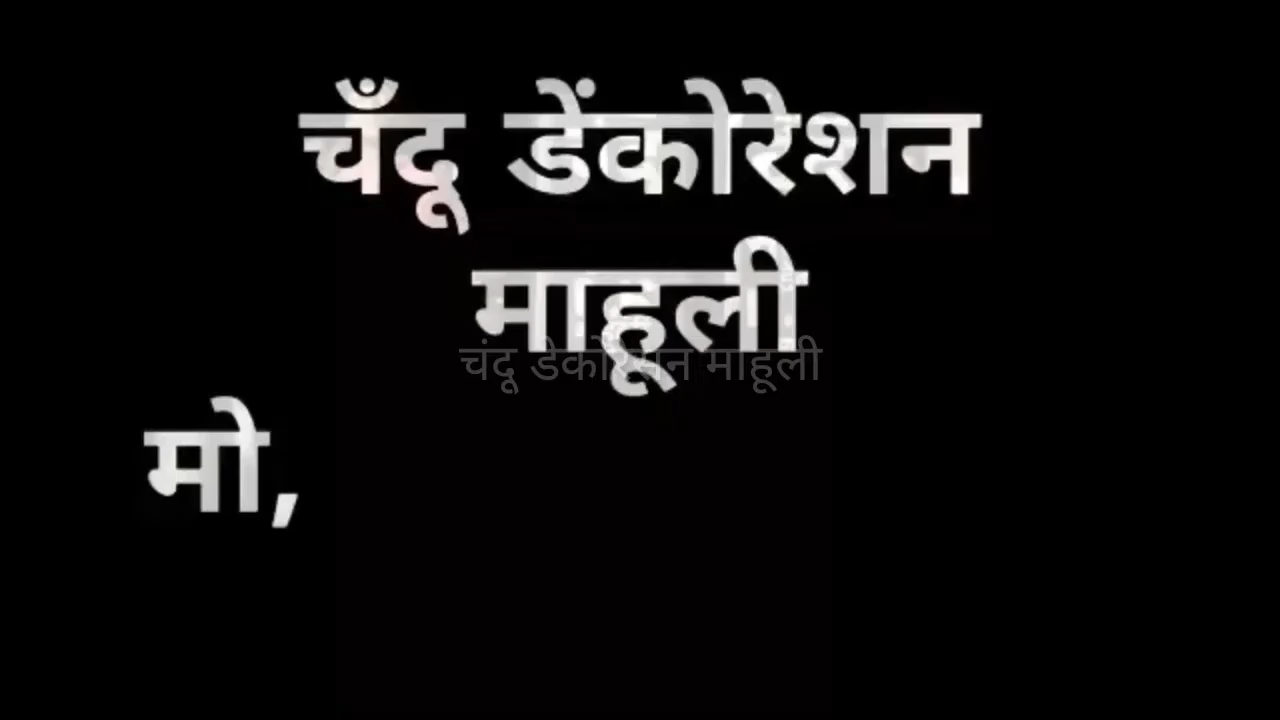 चँदू डेंकोरेशन
माहूली
चंदू डेकोरेशन माहूली
मो,